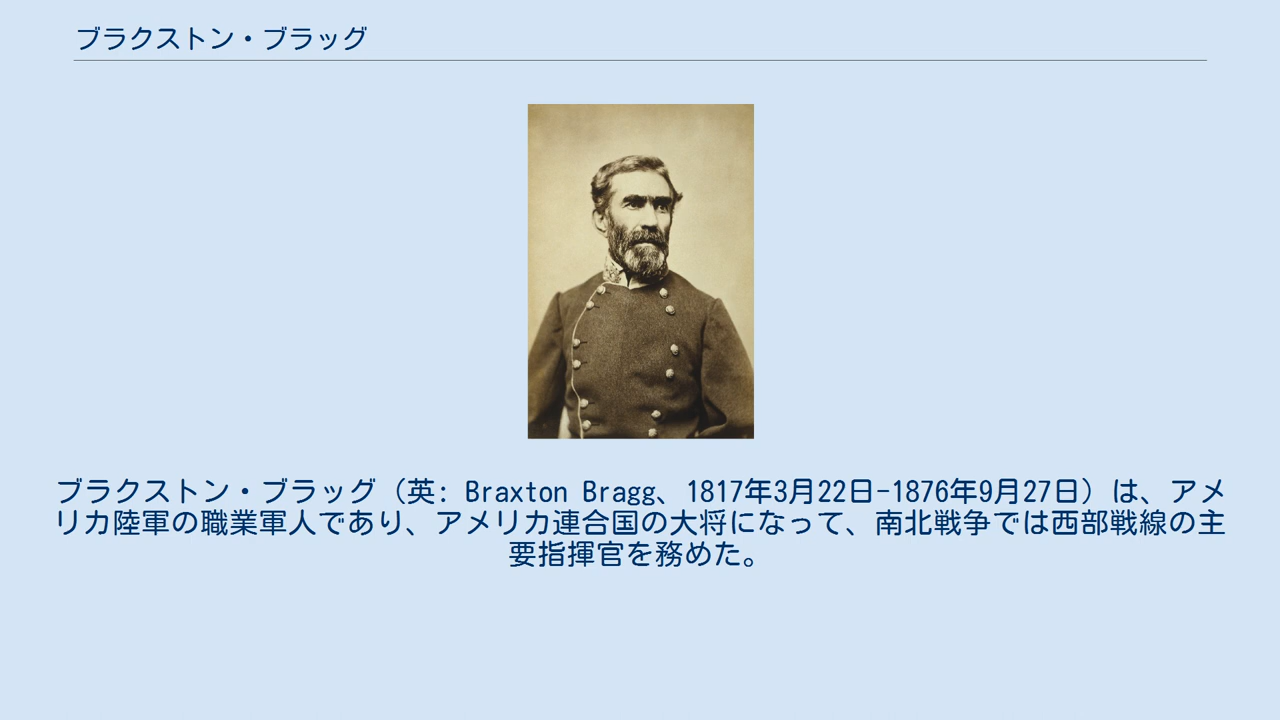 ブラクストン・ブラッグ
ブラクストン・ブラッグ（英: Braxton Bragg、1817年3月22日-1876年9月27日）は、アメ
リカ陸軍の職業軍人であり、アメリカ連合国の大将になって、南北戦争では西部戦線の主
要指揮官を務めた。